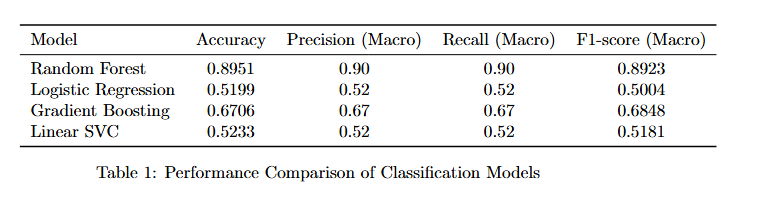 Model Accuracy Precision (Macro) Recall (Macro) F1-score (Macro)
Random Forest 0.8951 0.90 0.90 0.8923
Logistic Regression 0.5199 0.52 0.52 0.5004
Gradient Boosting 0.6706 0.67 0.67 0.6848
Linear SVC 0.5233 0.52 0.52 0.5181
Table 1: Performance Comparison of Classification Models